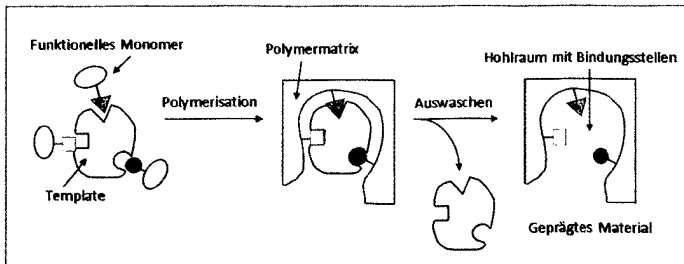 Funktionelles Monomer
Polymermatrix
Hohlraum mit Bindungsstellen
Polymerisation
Auswaschen
Template
Geprägtes Material